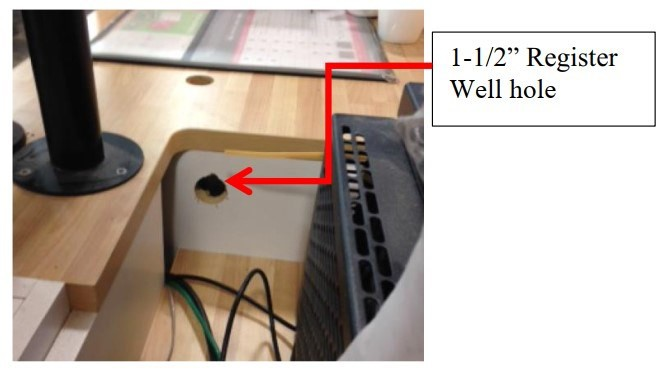 1-1/2” Register
Well hole